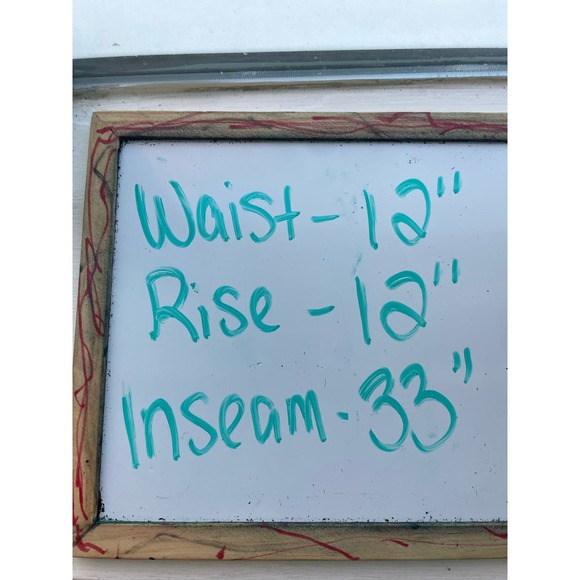 Waist - 12"
Rise - 12"
Inseam - 33"